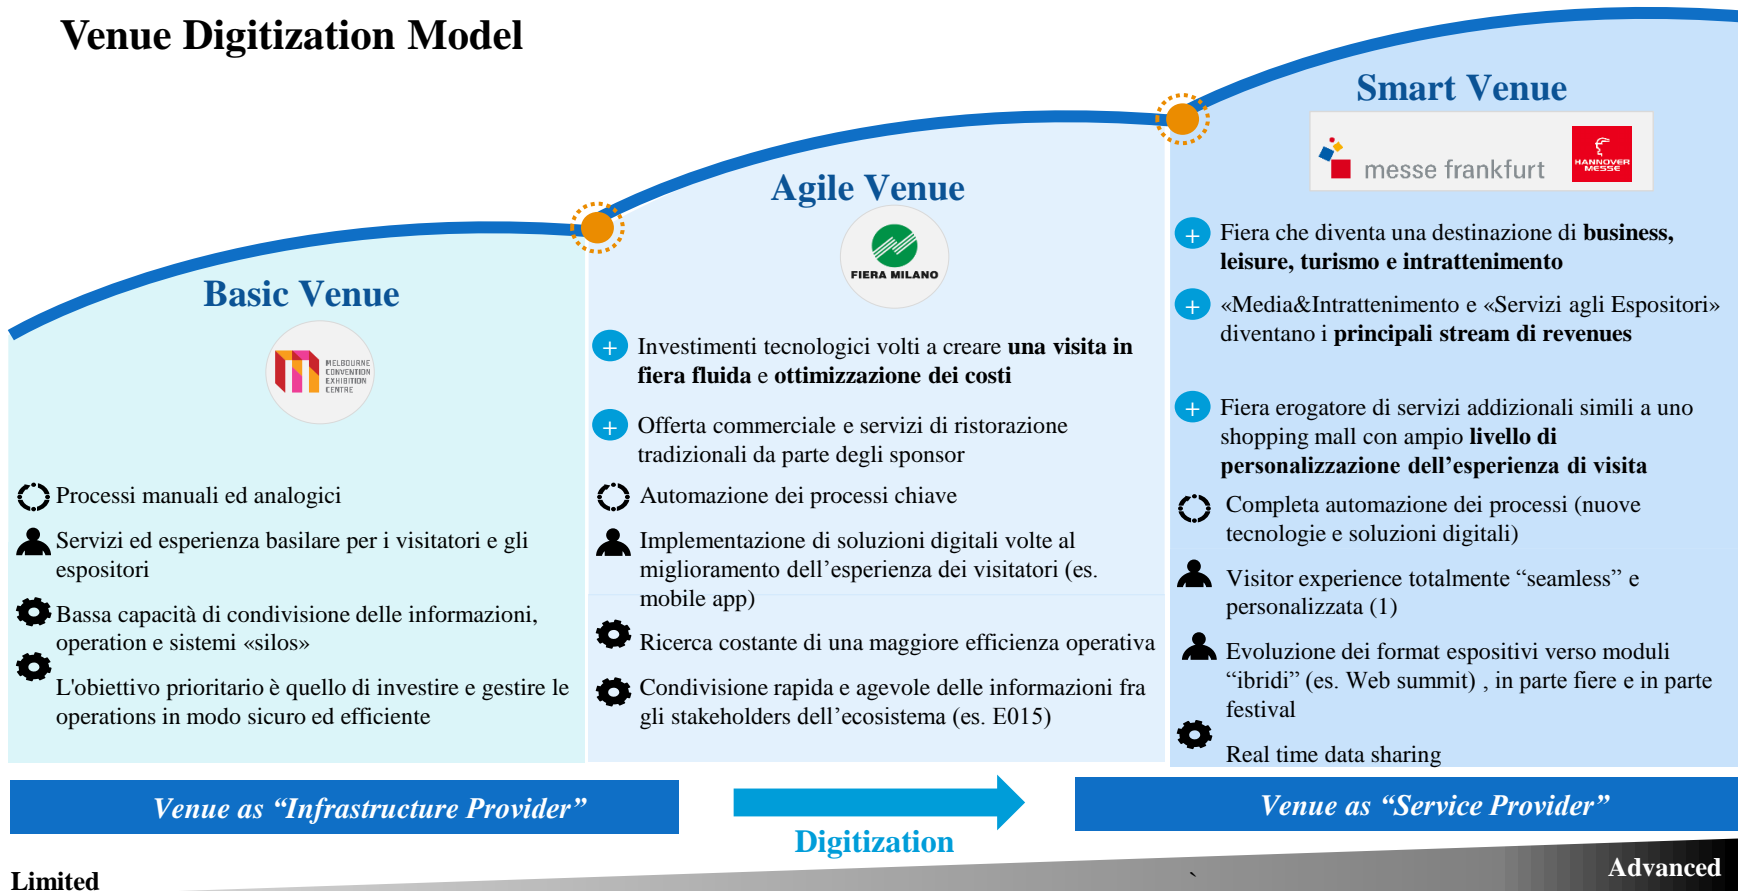 Venue Digitization Model
Basic Venue
MELBOURNE
CONVENTION
EXHIBITION
CENTRE
Processi manuali ed analogici
Servizi ed esperienza basilare per i visitatori e gli
espositori
Bassa capacità di condivisione delle informazioni,
operation e sistemi «silos»
L'obiettivo prioritario è quello di investire e gestire le
operations in modo sicuro ed efficiente
Agile Venue
FIERA MILANO
+ Investimenti tecnologici volti a creare una visita in
fiera fluida e ottimizzazione dei costi
+ Offerta commerciale e servizi di ristorazione
tradizionali da parte degli sponsor
Automazione dei processi chiave
Implementazione di soluzioni digitali volte al
miglioramento dell’esperienza dei visitatori (es.
mobile app)
Ricerca costante di una maggiore efficienza operativa
Condivisione rapida e agevole delle informazioni fra
gli stakeholders dell’ecosistema (es. E015)
Smart Venue
messe frankfurt
HANNOVER
MESSE
+ Fiera che diventa una destinazione di business,
leisure, turismo e intrattenimento
+ «Media&Intrattenimento e «Servizi agli Espositori»
diventano i principali stream di revenues
+ Fiera erogatore di servizi addizionali simili a uno
shopping mall con ampio livello di
personalizzazione dell’esperienza di visita
Completa automazione dei processi (nuove
tecnologie e soluzioni digitali)
Visitor experience totalmente “seamless” e
personalizzata (1)
Evoluzione dei format espositivi verso moduli
“ibridi” (es. Web summit) , in parte fiere e in parte
festival
Real time data sharing
Venue as “Infrastructure Provider”
Digitization
Venue as “Service Provider”
Limited
`
Advanced